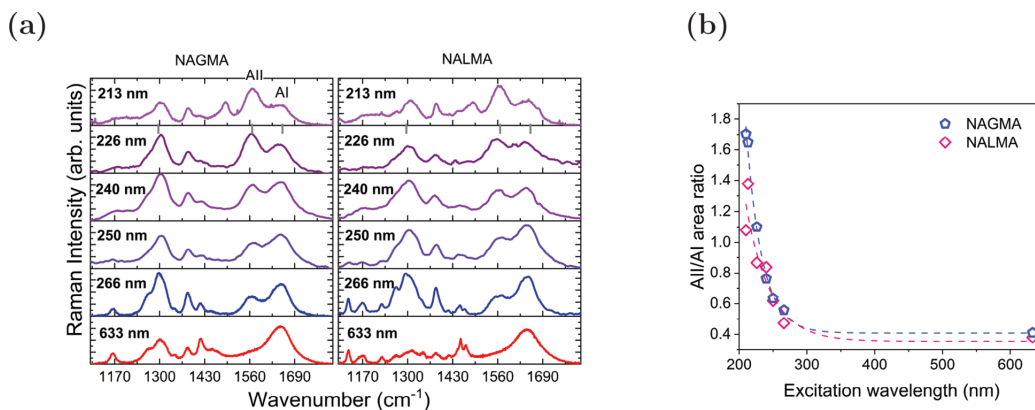 (a)
NAGMA
NALMA
AII
AI
213 nm
213 nm
226 nm
226 nm
240 nm
240 nm
250 nm
250 nm
266 nm
266 nm
633 nm
633 nm
1170 1300 1430 1560 1690
1170 1300 1430 1560 1690
Raman Intensity (arb. units)
Wavenumber (cm⁻¹)
(b)
NAGMA
NALMA
1.8
1.6
1.4
1.2
1.0
0.8
0.6
0.4
200 300 400 500 600
AII/AI area ratio
Excitation wavelength (nm)